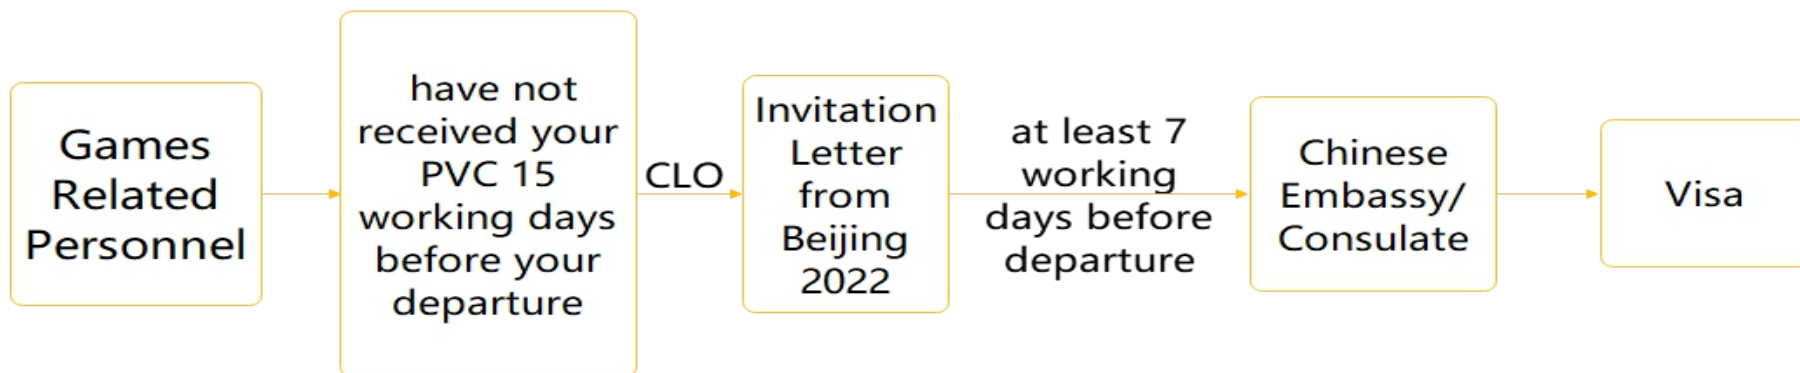 Games
Related
Personnel
have not
received your
PVC 15
working days
before your
departure
CLO
Invitation
Letter
from
Beijing
2022
at least 7
working
days before
departure
Chinese
Embassy/
Consulate
Visa